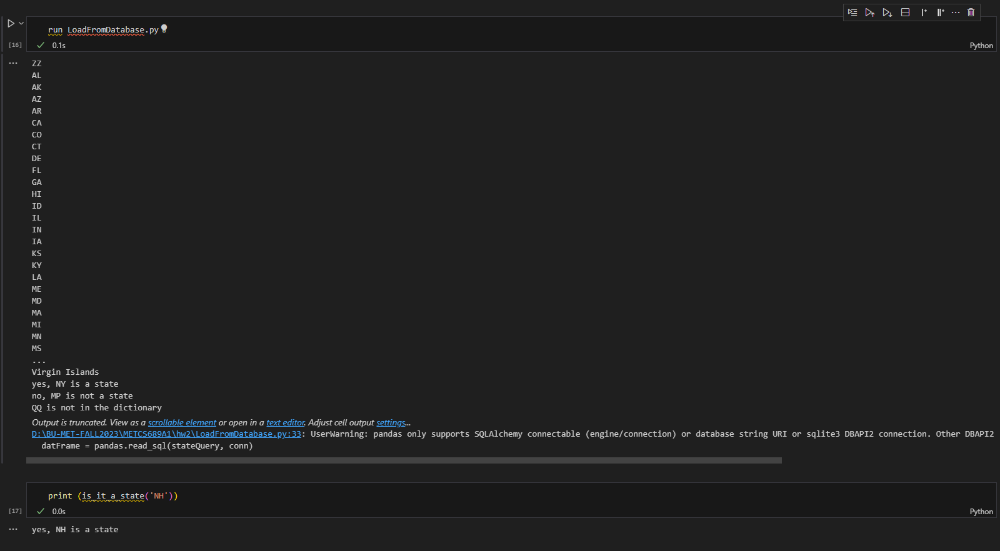 run LoadFromDatabase.py
[16] 0.1s Python
ZZ
AL
AK
AZ
AR
CA
CO
CT
DE
FL
GA
HI
ID
IL
IN
IA
KS
KY
LA
ME
MD
MA
MI
MN
MS
...
Virgin Islands
yes, NY is a state
no, MP is not a state
QQ is not in the dictionary
Output is truncated. View as a scrollable element or open in a text editor. Adjust cell output settings...
D:\BU-MET-FALL2023\METCS689A1\hw2\LoadFromDatabase.py:33: UserWarning: pandas only supports SQLAlchemy connectable (engine/connection) or database string URI or sqlite3 DBAPI2 connection. Other DBAPI2
datFrame = pandas.read_sql(stateQuery, conn)
print (is_it_a_state('NH'))
[17] 0.0s Python
yes, NH is a state